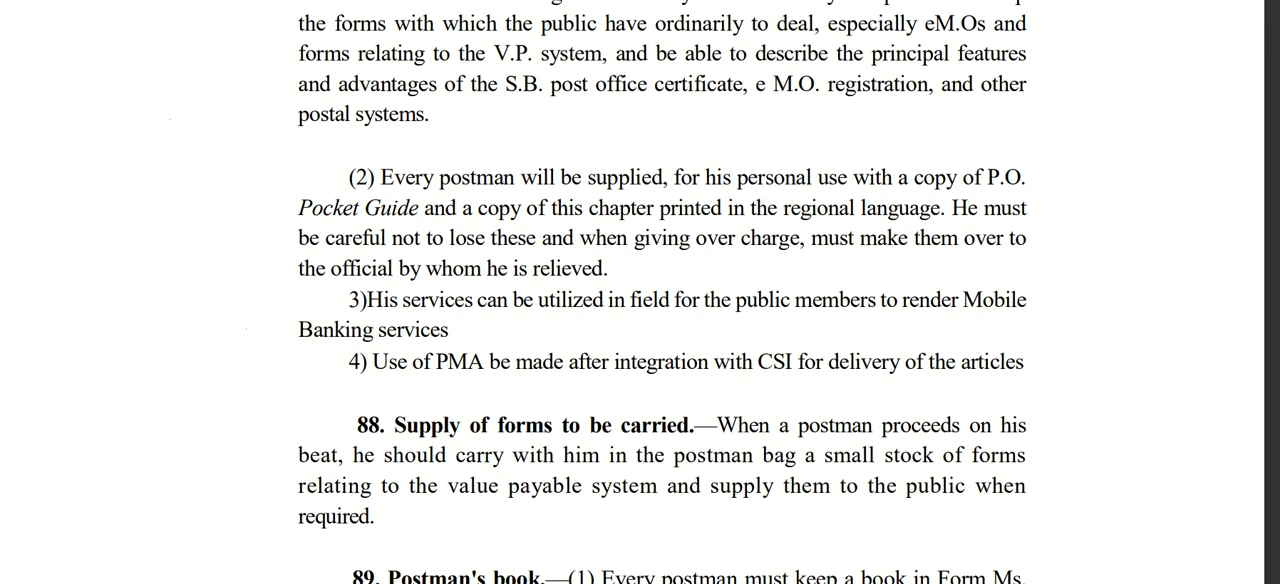 the forms with which the public have ordinarily to deal, especially eM.Os and
forms relating to the V.P. system, and be able to describe the principal features
and advantages of the S.B. post office certificate, e M.O. registration, and other
postal systems.
(2) Every postman will be supplied, for his personal use with a copy of P.O.
Pocket Guide and a copy of this chapter printed in the regional language. He must
be careful not to lose these and when giving over charge, must make them over to
the official by whom he is relieved.
3)His services can be utilized in field for the public members to render Mobile
Banking services
4) Use of PMA be made after integration with CSI for delivery of the articles
88. Supply of forms to be carried.—When a postman proceeds on his
beat, he should carry with him in the postman bag a small stock of forms
relating to the value payable system and supply them to the public when
required.
89. Postman's book.—(1) Every postman must keep a book in Form Ms.